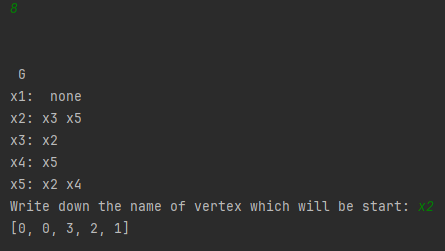 8
G
x1:  none
x2: x3 x5
x3: x2
x4: x5
x5: x2 x4
Write down the name of vertex which will be start: x2
[0, 0, 3, 2, 1]